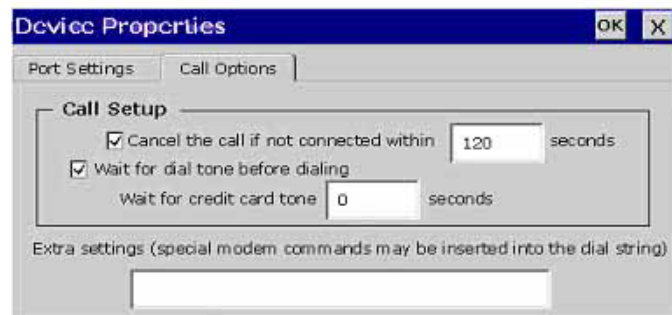 Device Properties OK X
Port Settings Call Options
Call Setup
Cancel the call if not connected within 120 seconds
Wait for dial tone before dialing
Wait for credit card tone 0 seconds
Extra settings (special modem commands may be inserted into the dial string)